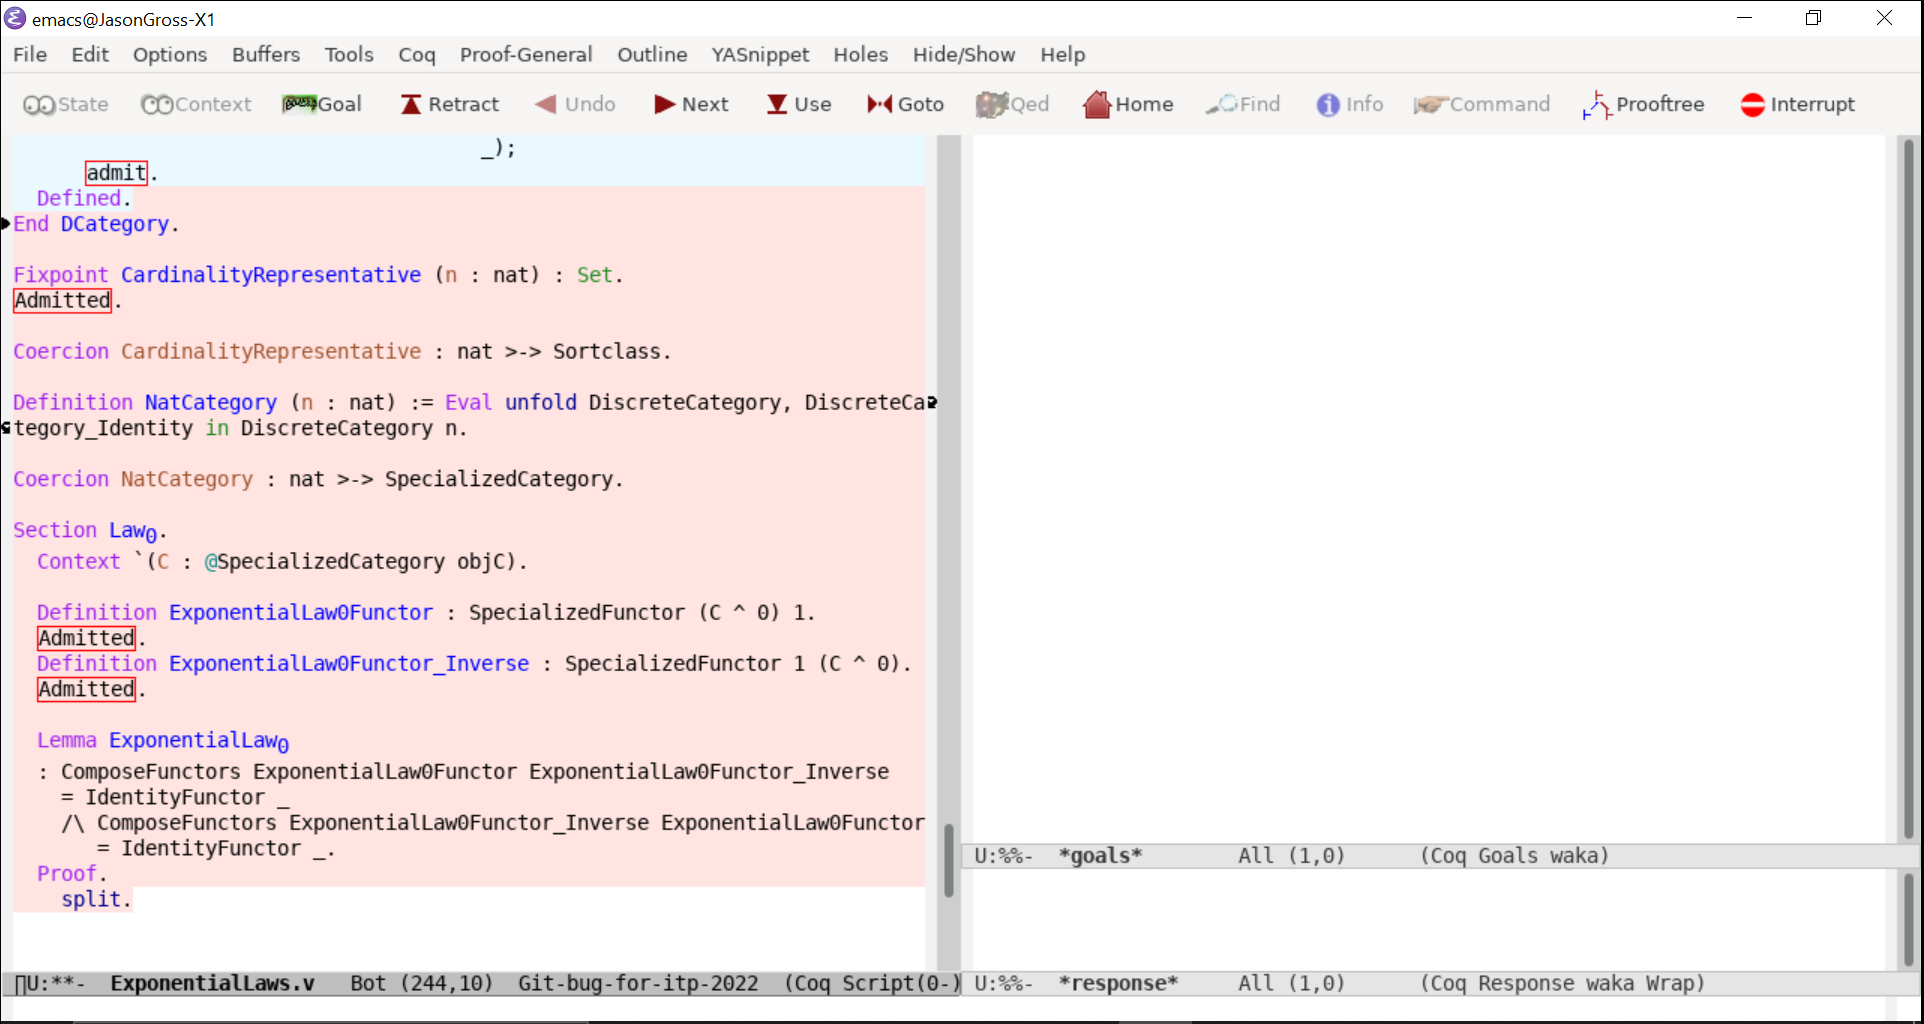 emacs@JasonGross-X1
File Edit Options Buffers Tools Coq Proof-General Outline YASnippet Holes Hide/Show Help
State Context Goal Retract Undo Next Use Goto Qed Home Find Info Command Prooftree Interrupt
_);
admit.
Defined.
End DCategory.
Fixpoint CardinalityRepresentative (n : nat) : Set.
Admitted.
Coercion CardinalityRepresentative : nat >-> Sortclass.
Definition NatCategory (n : nat) := Eval unfold DiscreteCategory, DiscreteCa
tegory_Identity in DiscreteCategory n.
Coercion NatCategory : nat >-> SpecializedCategory.
Section Law₀.
Context `(C : @SpecializedCategory objC).
Definition ExponentialLaw0Functor : SpecializedFunctor (C ^ 0) 1.
Admitted.
Definition ExponentialLaw0Functor_Inverse : SpecializedFunctor 1 (C ^ 0).
Admitted.
Lemma ExponentialLaw₀
: ComposeFunctors ExponentialLaw0Functor ExponentialLaw0Functor_Inverse
= IdentityFunctor _
/\ ComposeFunctors ExponentialLaw0Functor_Inverse ExponentialLaw0Functor
= IdentityFunctor _.
Proof.
split.
U:**- ExponentialLaws.v Bot (244,10) Git-bug-for-itp-2022 (Coq Script(0-)
U:%%- *goals* All (1,0) (Coq Goals waka)
U:%%- *response* All (1,0) (Coq Response waka Wrap)